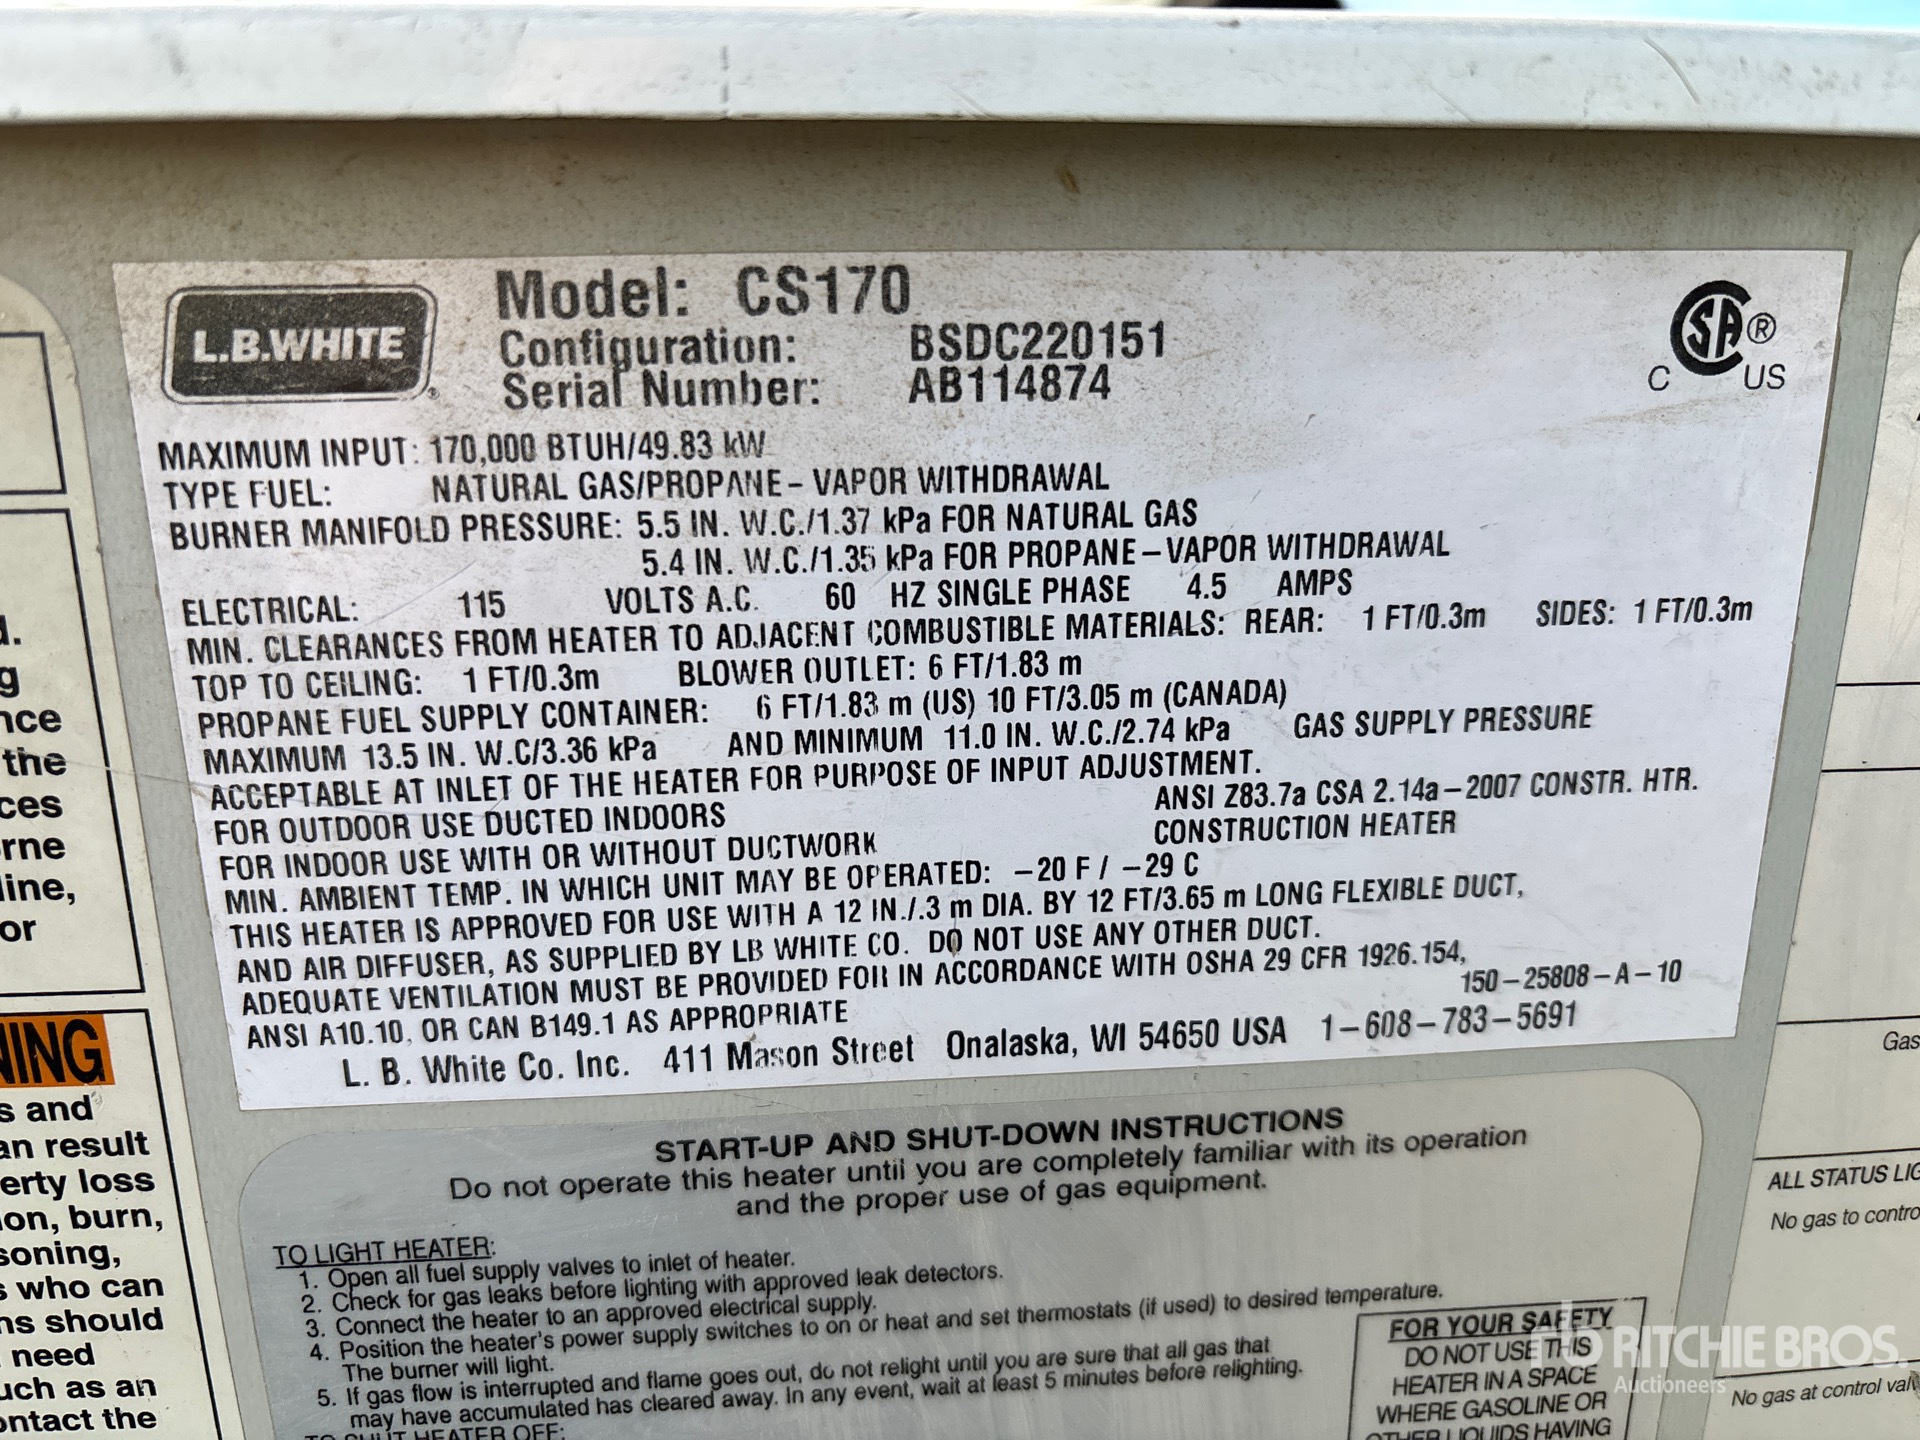 L.B.WHITE ®
Model: CS170
Configuration: BSDC220151
Serial Number: AB114874
CSA ®
C US
MAXIMUM INPUT: 170,000 BTUH/49.83 kW
TYPE FUEL: NATURAL GAS/PROPANE – VAPOR WITHDRAWAL
BURNER MANIFOLD PRESSURE: 5.5 IN. W.C./1.37 kPa FOR NATURAL GAS
5.4 IN. W.C./1.35 kPa FOR PROPANE – VAPOR WITHDRAWAL
ELECTRICAL: 115 VOLTS A.C. 60 HZ SINGLE PHASE 4.5 AMPS
MIN. CLEARANCES FROM HEATER TO ADJACENT COMBUSTIBLE MATERIALS: REAR: 1 FT/0.3m SIDES: 1 FT/0.3m
TOP TO CEILING: 1 FT/0.3m BLOWER OUTLET: 6 FT/1.83 m
PROPANE FUEL SUPPLY CONTAINER: 6 FT/1.83 m (US) 10 FT/3.05 m (CANADA)
MAXIMUM 13.5 IN. W.C/3.36 kPa AND MINIMUM 11.0 IN. W.C./2.74 kPa GAS SUPPLY PRESSURE
ACCEPTABLE AT INLET OF THE HEATER FOR PURPOSE OF INPUT ADJUSTMENT.
FOR OUTDOOR USE DUCTED INDOORS ANSI Z83.7a CSA 2.14a – 2007 CONSTR. HTR.
FOR INDOOR USE WITH OR WITHOUT DUCTWORK CONSTRUCTION HEATER
MIN. AMBIENT TEMP. IN WHICH UNIT MAY BE OPERATED: –20 F / –29 C
THIS HEATER IS APPROVED FOR USE WITH A 12 IN./.3 m DIA. BY 12 FT/3.65 m LONG FLEXIBLE DUCT,
AND AIR DIFFUSER, AS SUPPLIED BY LB WHITE CO. DO NOT USE ANY OTHER DUCT.
ADEQUATE VENTILATION MUST BE PROVIDED FOR IN ACCORDANCE WITH OSHA 29 CFR 1926.154,
ANSI A10.10, OR CAN B149.1 AS APPROPRIATE 150–25808–A–10
L. B. White Co. Inc. 411 Mason Street Onalaska, WI 54650 USA 1–608–783–5691
START-UP AND SHUT-DOWN INSTRUCTIONS
Do not operate this heater until you are completely familiar with its operation
and the proper use of gas equipment.
TO LIGHT HEATER:
1. Open all fuel supply valves to inlet of heater.
2. Check for gas leaks before lighting with approved leak detectors.
3. Connect the heater to an approved electrical supply.
4. Position the heater's power supply switches to on or heat and set thermostats (if used) to desired temperature.
The burner will light.
5. If gas flow is interrupted and flame goes out, do not relight until you are sure that all gas that
may have accumulated has cleared away. In any event, wait at least 5 minutes before relighting.
TO SHUT HEATER OFF:
FOR YOUR SAFETY
DO NOT USE THIS
HEATER IN A SPACE
WHERE GASOLINE OR
OTHER LIQUIDS HAVING
d.
g
nce
the
ces
rne
line,
or
NING
s and
an result
erty loss
ion, burn,
soning,
s who can
ns should
need
uch as an
ontact the
Gas
ALL STATUS LIG
No gas to contro
No gas at control valv
RITCHIE BROS.
Auctioneers